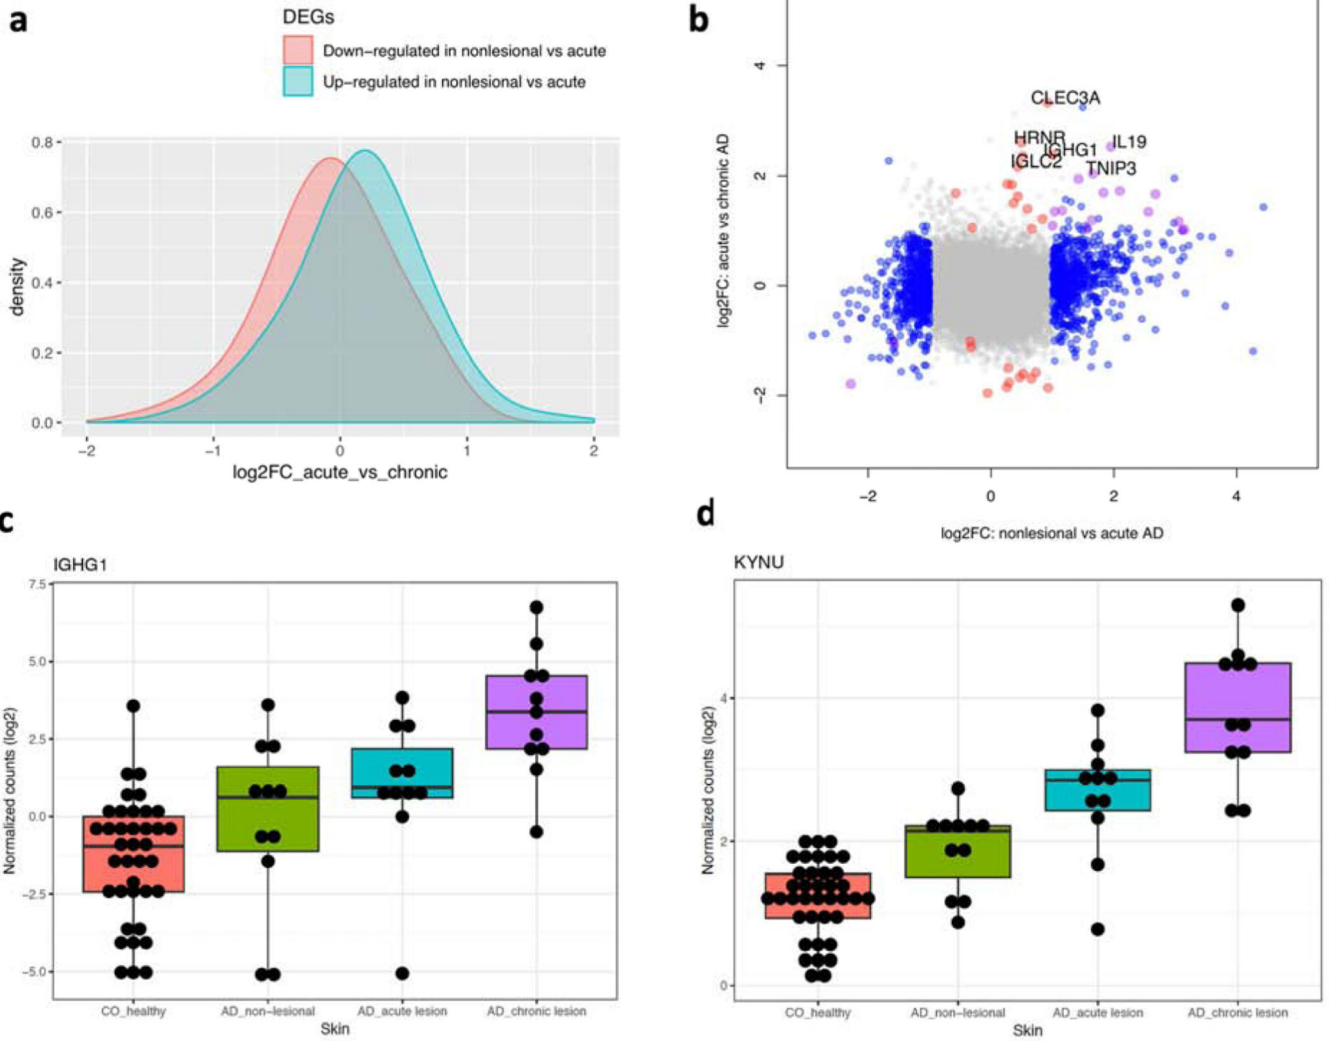 a
DEGs
Down-regulated in nonlesional vs acute
Up-regulated in nonlesional vs acute
0.8
0.6
0.4
0.2
0.0
density
-2 -1 0 1 2
log2FC_acute_vs_chronic
b
4
2
0
-2
log2FC: acute vs chronic AD
CLEC3A
HRNR
IL19
IGHG1
IGLC2
TNIP3
-2 0 2 4
log2FC: nonlesional vs acute AD
c
IGHG1
7.5
5.0
2.5
0.0
-2.5
-5.0
Normalized counts (log2)
CO_healthy AD_non-lesional AD_acute lesion AD_chronic lesion
Skin
d
KYNU
4
2
0
Normalized counts (log2)
CO_healthy AD_non-lesional AD_acute lesion AD_chronic lesion
Skin